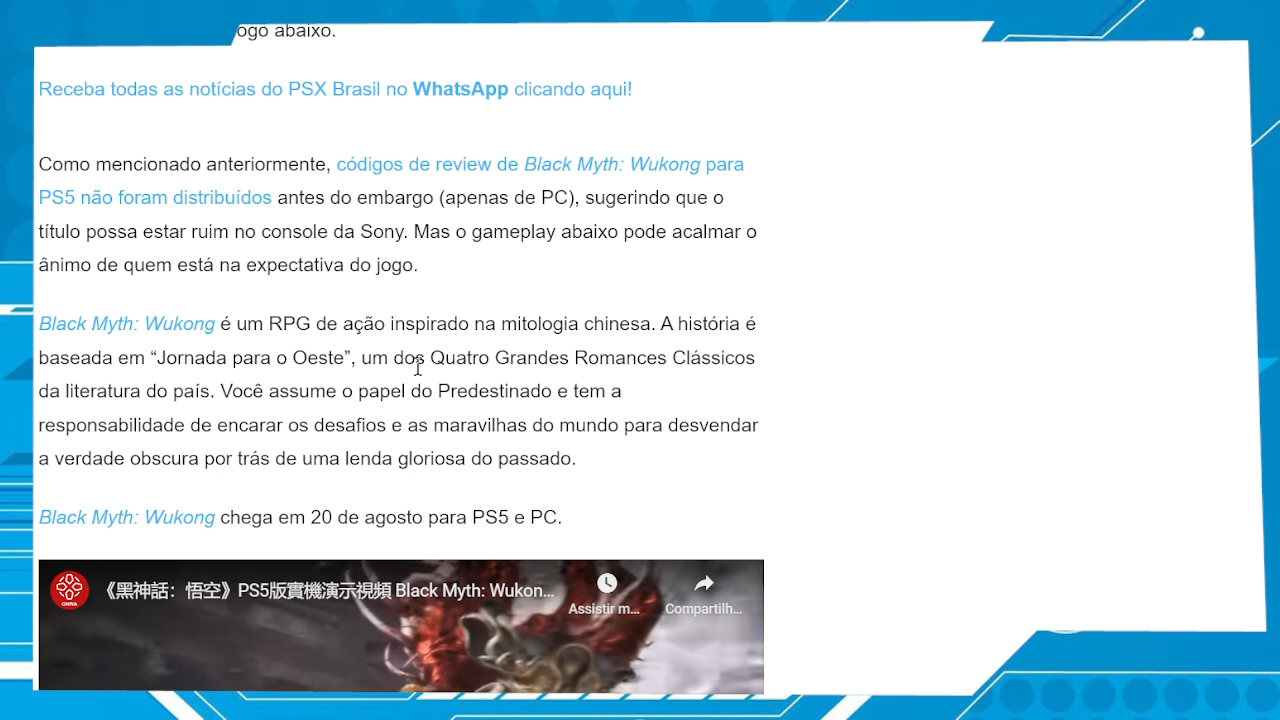 ogo abaixo.
Receba todas as notícias do PSX Brasil no WhatsApp clicando aqui!
Como mencionado anteriormente, códigos de review de Black Myth: Wukong para
PS5 não foram distribuídos antes do embargo (apenas de PC), sugerindo que o
título possa estar ruim no console da Sony. Mas o gameplay abaixo pode acalmar o
ânimo de quem está na expectativa do jogo.
Black Myth: Wukong é um RPG de ação inspirado na mitologia chinesa. A história é
baseada em “Jornada para o Oeste”, um dos Quatro Grandes Romances Clássicos
da literatura do país. Você assume o papel do Predestinado e tem a
responsabilidade de encarar os desafios e as maravilhas do mundo para desvendar
a verdade obscura por trás de uma lenda gloriosa do passado.
Black Myth: Wukong chega em 20 de agosto para PS5 e PC.
《黑神話：悟空》PS5版實機演示視頻 Black Myth: Wukon...
Assistir m...
Compartilh...
CHINA